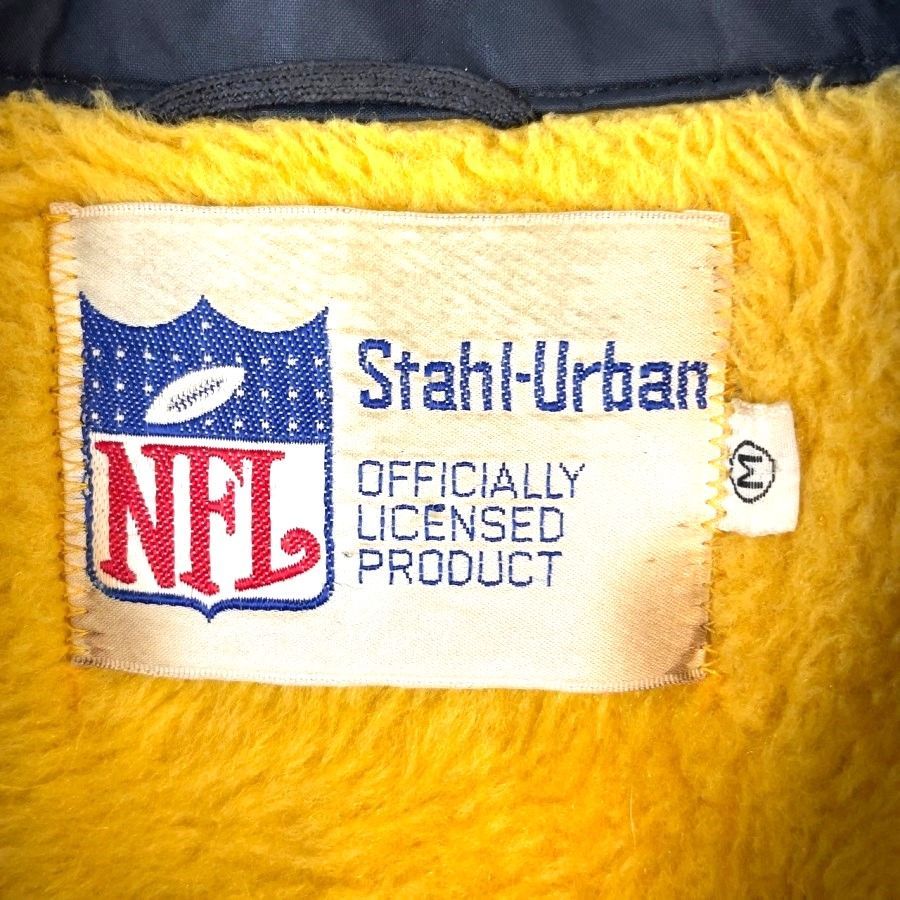 NFL
Stahl-Urban
OFFICIALLY
LICENSED
PRODUCT
M